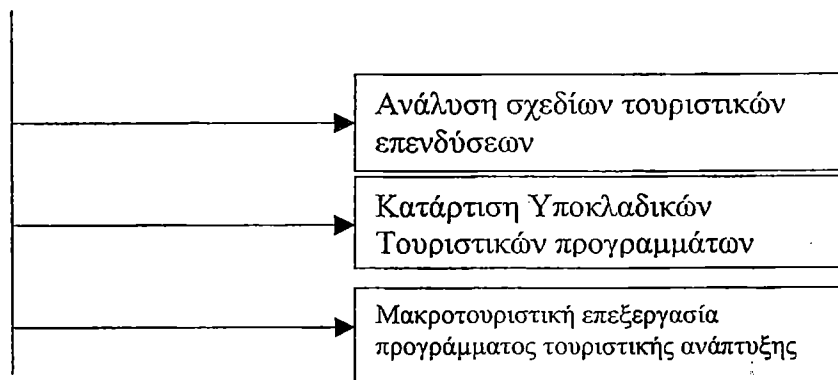 Ανάλυση σχεδίων τουριστικών
επενδύσεων
Κατάρτιση Υποκλαδικών
Τουριστικών προγραμμάτων
Μακροτουριστική επεξεργασία
προγράμματος τουριστικής ανάπτυξης